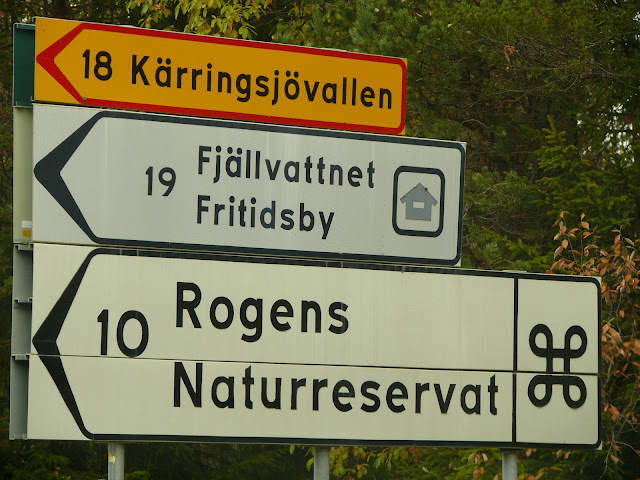 18 Kärringsjövallen
19 Fjällvattnet
Fritidsby
10 Rogens
Naturreservat